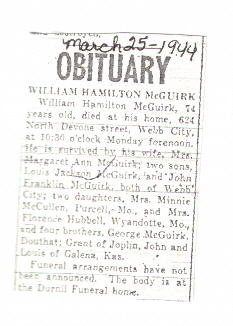 March 25-1944
OBITUARY
WILLIAM HAMILTON McGUIRK
William Hamilton McGuirk, 74
years old, died at his home, 624
North Devone street, Webb City,
at 10:30 o'clock Monday forenoon.
He is survived by his wife, Mrs.
Margaret Ann McGuirk; two sons,
Louis Jackson McGuirk, and John
Franklin McGuirk, both of Webb
City; two daughters, Mrs. Minnie
McCullen, Purcell, Mo., and Mrs.
Florence Hubbell, Wyandotte, Mo.,
and four brothers, George McGuirk,
Douthat; Grant of Joplin, John and
Louis of Galena, Kas.
Funeral arrangements have not
been announced. The body is at
the Durnil Funeral home.